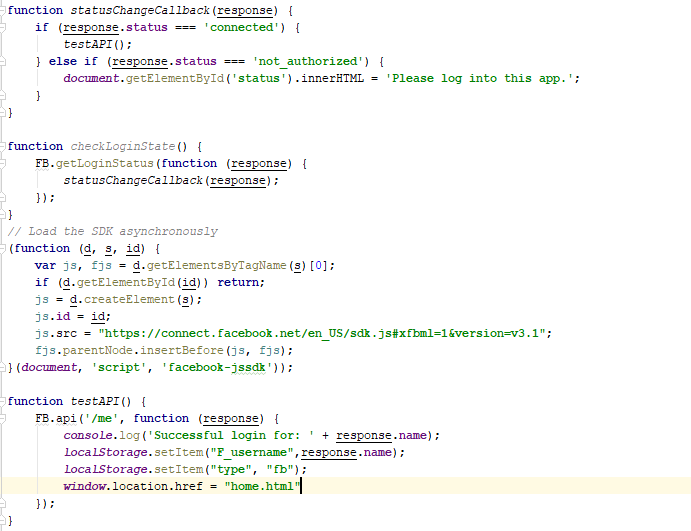 function statusChangeCallback(response) {
    if (response.status === 'connected') {
        testAPI();
    } else if (response.status === 'not_authorized') {
        document.getElementById('status').innerHTML = 'Please log into this app.';
    }
}

function checkLoginState() {
    FB.getLoginStatus(function (response) {
        statusChangeCallback(response);
    });
}
// Load the SDK asynchronously
(function (d, s, id) {
    var js, fjs = d.getElementsByTagName(s)[0];
    if (d.getElementById(id)) return;
    js = d.createElement(s);
    js.id = id;
    js.src = "https://connect.facebook.net/en_US/sdk.js#xfbml=1&version=v3.1";
    fjs.parentNode.insertBefore(js, fjs);
}(document, 'script', 'facebook-jssdk'));

function testAPI() {
    FB.api('/me', function (response) {
        console.log('Successful login for: ' + response.name);
        localStorage.setItem("F_username",response.name);
        localStorage.setItem("type", "fb");
        window.location.href = "home.html"
    });
}